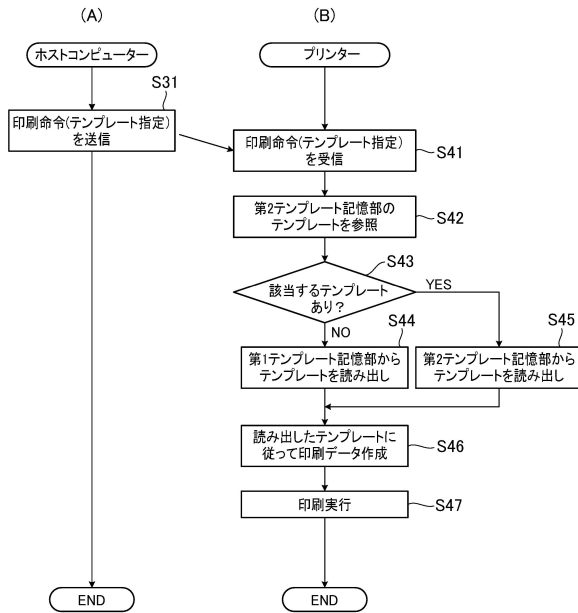 (A)
(B)
ホストコンピューター
プリンター
S31
印刷命令(テンプレート指定)
を送信
印刷命令(テンプレート指定)
を受信
S41
第2テンプレート記憶部の
テンプレートを参照
S42
S43
該当するテンプレート
あり？
YES
NO
S44
S45
第1テンプレート記憶部から
テンプレートを読み出し
第2テンプレート記憶部から
テンプレートを読み出し
読み出したテンプレートに
従って印刷データ作成
S46
印刷実行
S47
END
END